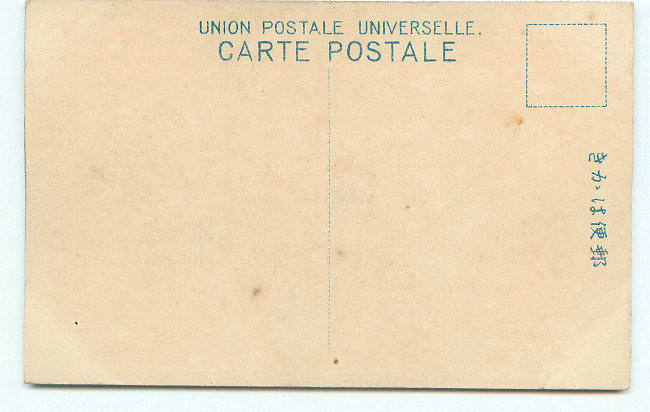 UNION POSTALE UNIVERSELLE.
CARTE POSTALE
郵便はかき